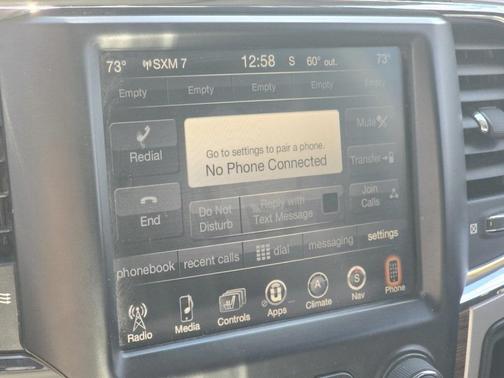 73° SXM 7 12:58 S 60° out. 73°
Empty Empty Empty Empty Empty
Redial
Go to settings to pair a phone.
No Phone Connected
Mute
Transfer
End
Do Not
Disturb
Reply with
Text Message
Join
Calls
phonebook recent calls dial messaging settings
A S
Radio Media Controls Apps Climate Nav Phone